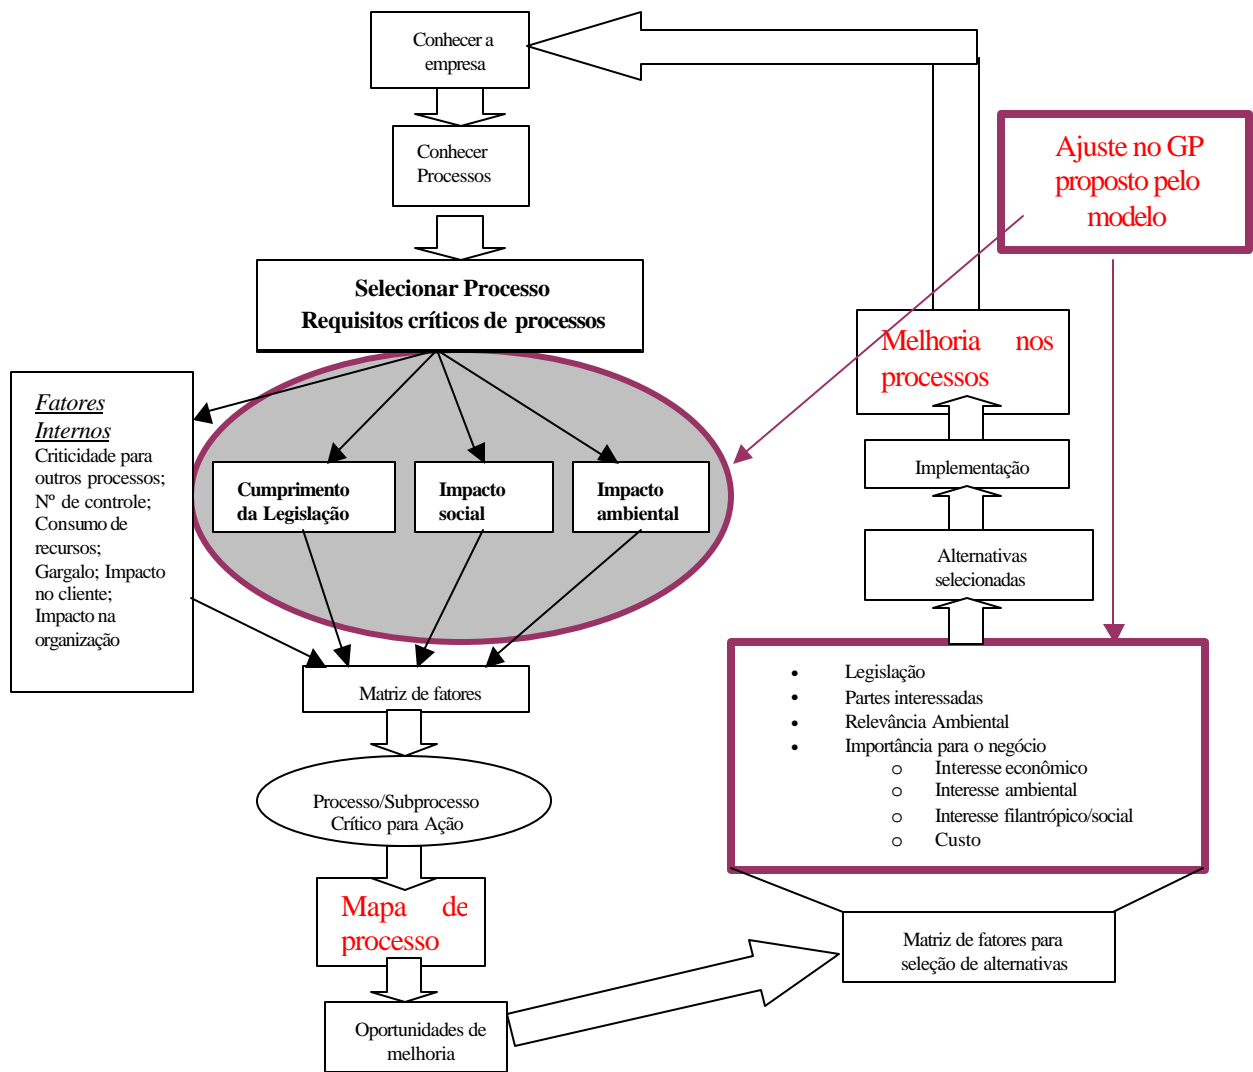 Conhecer a
empresa
Conhecer
Processos
Ajuste no GP
proposto pelo
modelo
Selecionar Processo
Requisitos críticos de processos
Melhoria nos
processos
Fatores
Internos
Criticidade para
outros processos;
Nº de controle;
Consumo de
recursos;
Gargalo; Impacto
no cliente;
Impacto na
organização
Cumprimento
da Legislação
Impacto
social
Impacto
ambiental
Implementação
Alternativas
selecionadas
Matriz de fatores
• Legislação
• Partes interessadas
• Relevância Ambiental
• Importância para o negócio
o Interesse econômico
o Interesse ambiental
o Interesse filantrópico/social
o Custo
Processo/Subprocesso
Crítico para Ação
Mapa de
processo
Matriz de fatores para
seleção de alternativas
Oportunidades de
melhoria